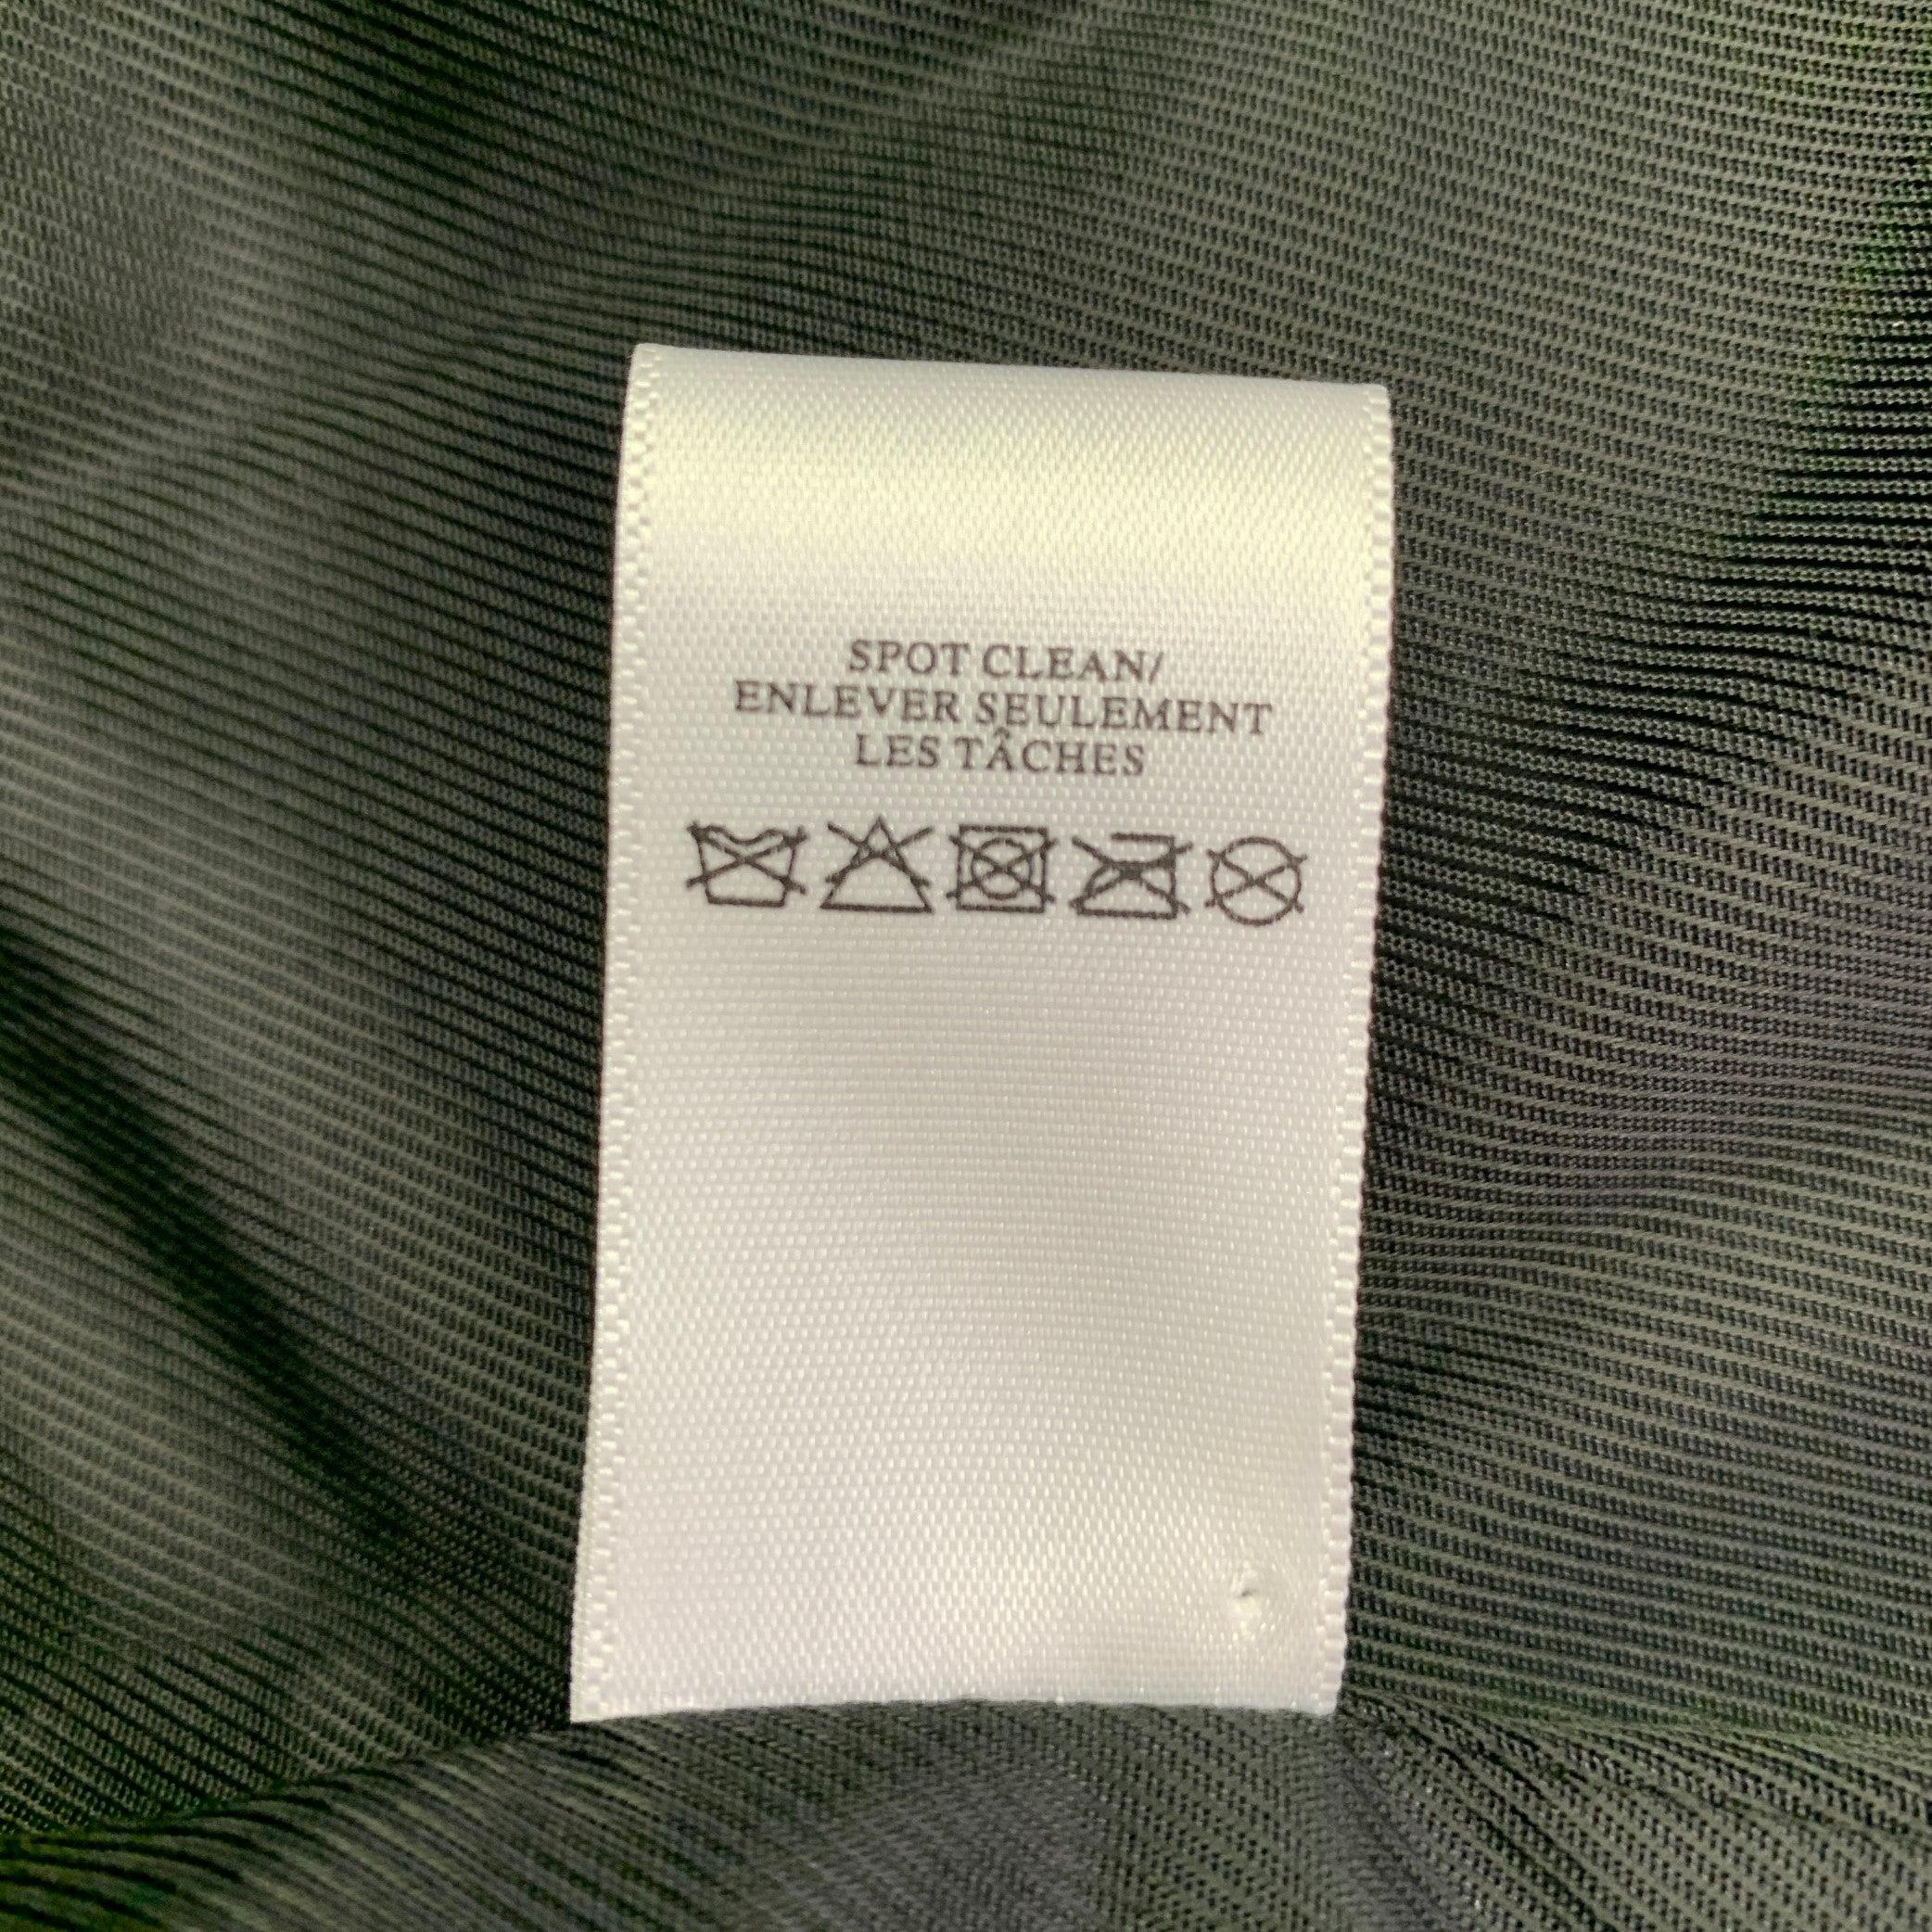 SPOT CLEAN/
ENLEVER SEULEMENT
LES TÂCHES